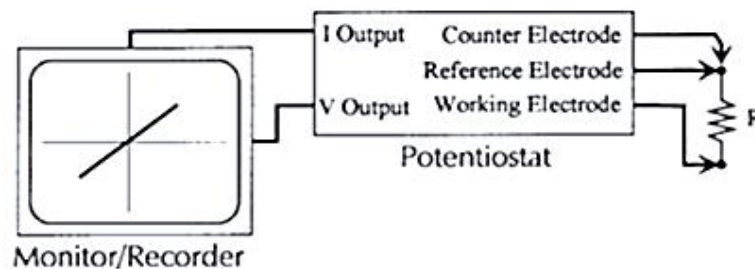 I Output
Counter Electrode
Reference Electrode
V Output
Working Electrode
R
Potentiostat
Monitor/Recorder